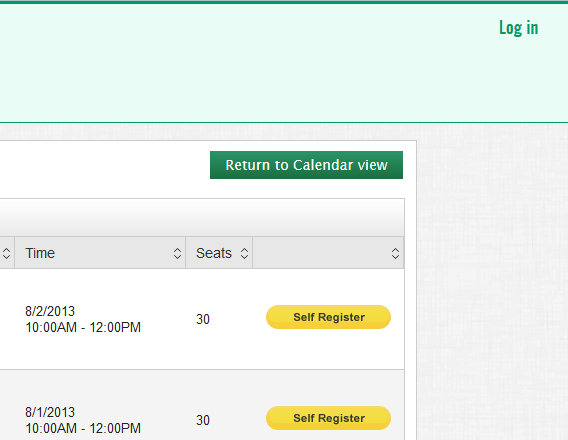 Log in
Return to Calendar view
Time Seats
8/2/2013
10:00AM - 12:00PM 30 Self Register
8/1/2013
10:00AM - 12:00PM 30 Self Register